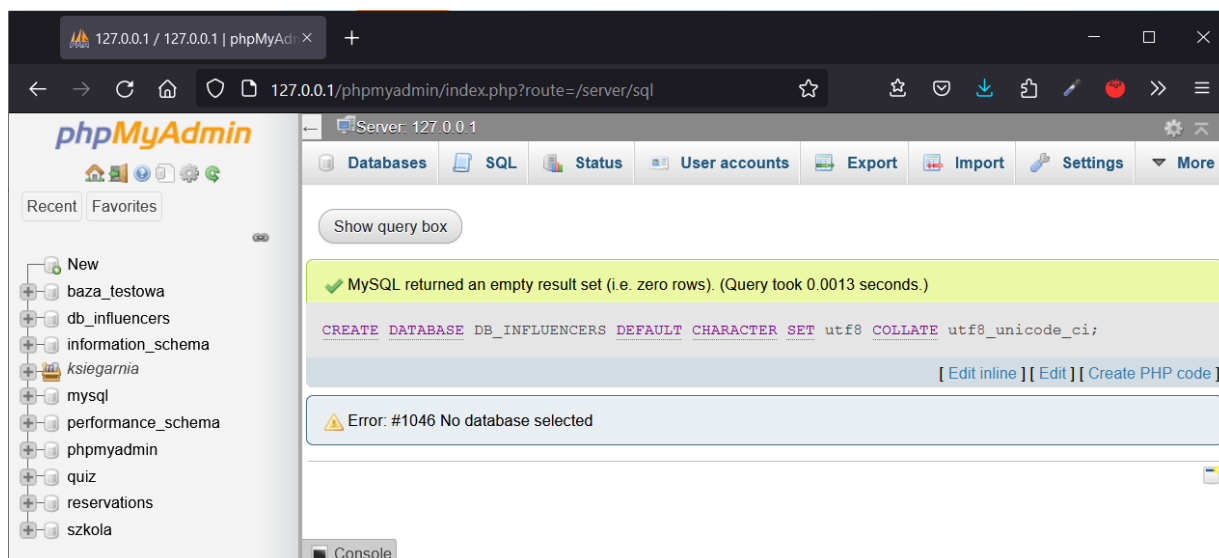 127.0.0.1 / 127.0.0.1 | phpMyAdn
127.0.0.1/phpmyadmin/index.php?route=/server/sql
phpMyAdmin
Recent Favorites
New
baza_testowa
db_influencers
information_schema
ksiegarnia
mysql
performance_schema
phpmyadmin
quiz
reservations
szkola
Server: 127.0.0.1
Databases SQL Status User accounts Export Import Settings More
Show query box
MySQL returned an empty result set (i.e. zero rows). (Query took 0.0013 seconds.)
CREATE DATABASE DB_INFLUENCERS DEFAULT CHARACTER SET utf8 COLLATE utf8_unicode_ci;
[ Edit inline ] [ Edit ] [ Create PHP code ]
Error: #1046 No database selected
Console